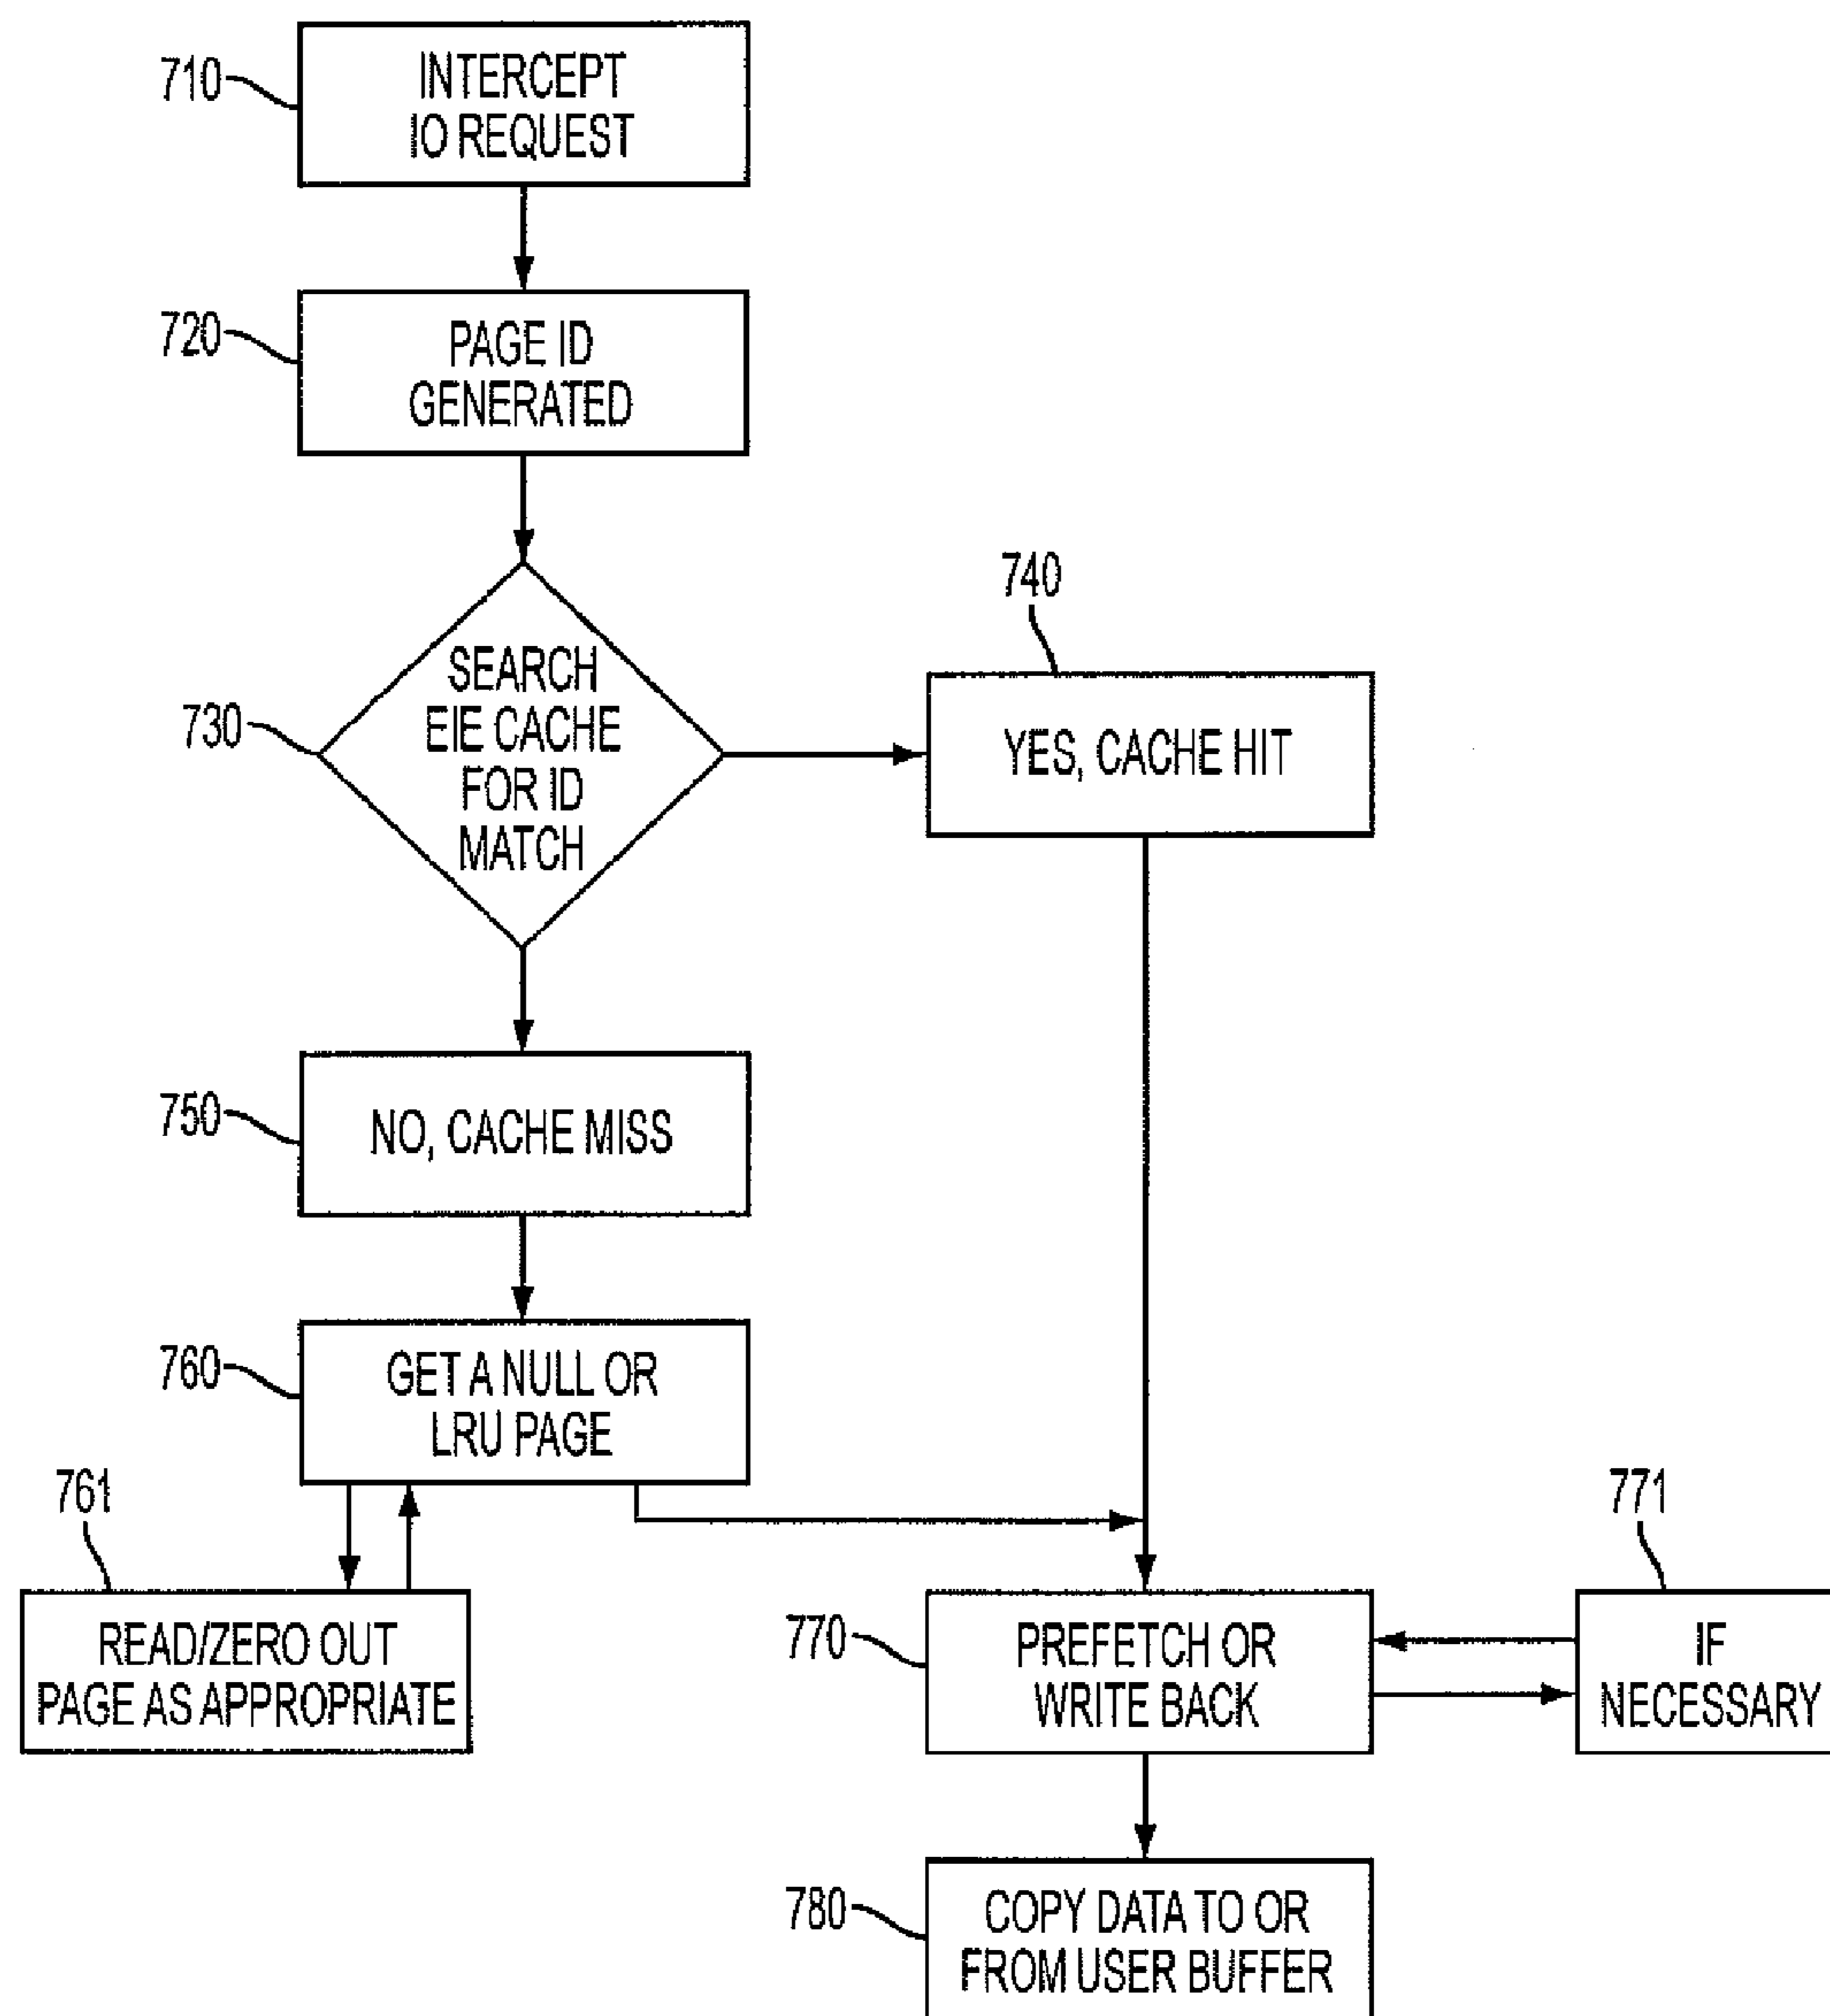 710
INTERCEPT
IO REQUEST
720
PAGE ID
GENERATED
730
SEARCH
EIE CACHE
FOR ID
MATCH
740
YES, CACHE HIT
750
NO, CACHE MISS
760
GET A NULL OR
LRU PAGE
761
READ/ZERO OUT
PAGE AS APPROPRIATE
770
PREFETCH OR
WRITE BACK
771
IF
NECESSARY
780
COPY DATA TO OR
FROM USER BUFFER